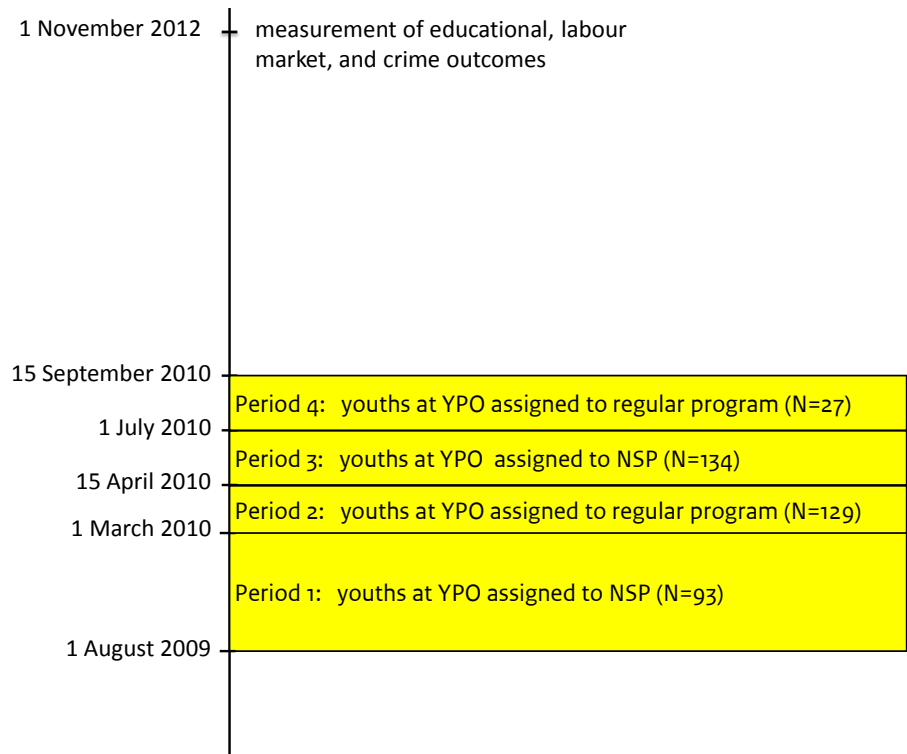 1 November 2012
measurement of educational, labour
market, and crime outcomes
15 September 2010
Period 4: youths at YPO assigned to regular program (N=27)
1 July 2010
Period 3: youths at YPO assigned to NSP (N=134)
15 April 2010
Period 2: youths at YPO assigned to regular program (N=129)
1 March 2010
Period 1: youths at YPO assigned to NSP (N=93)
1 August 2009